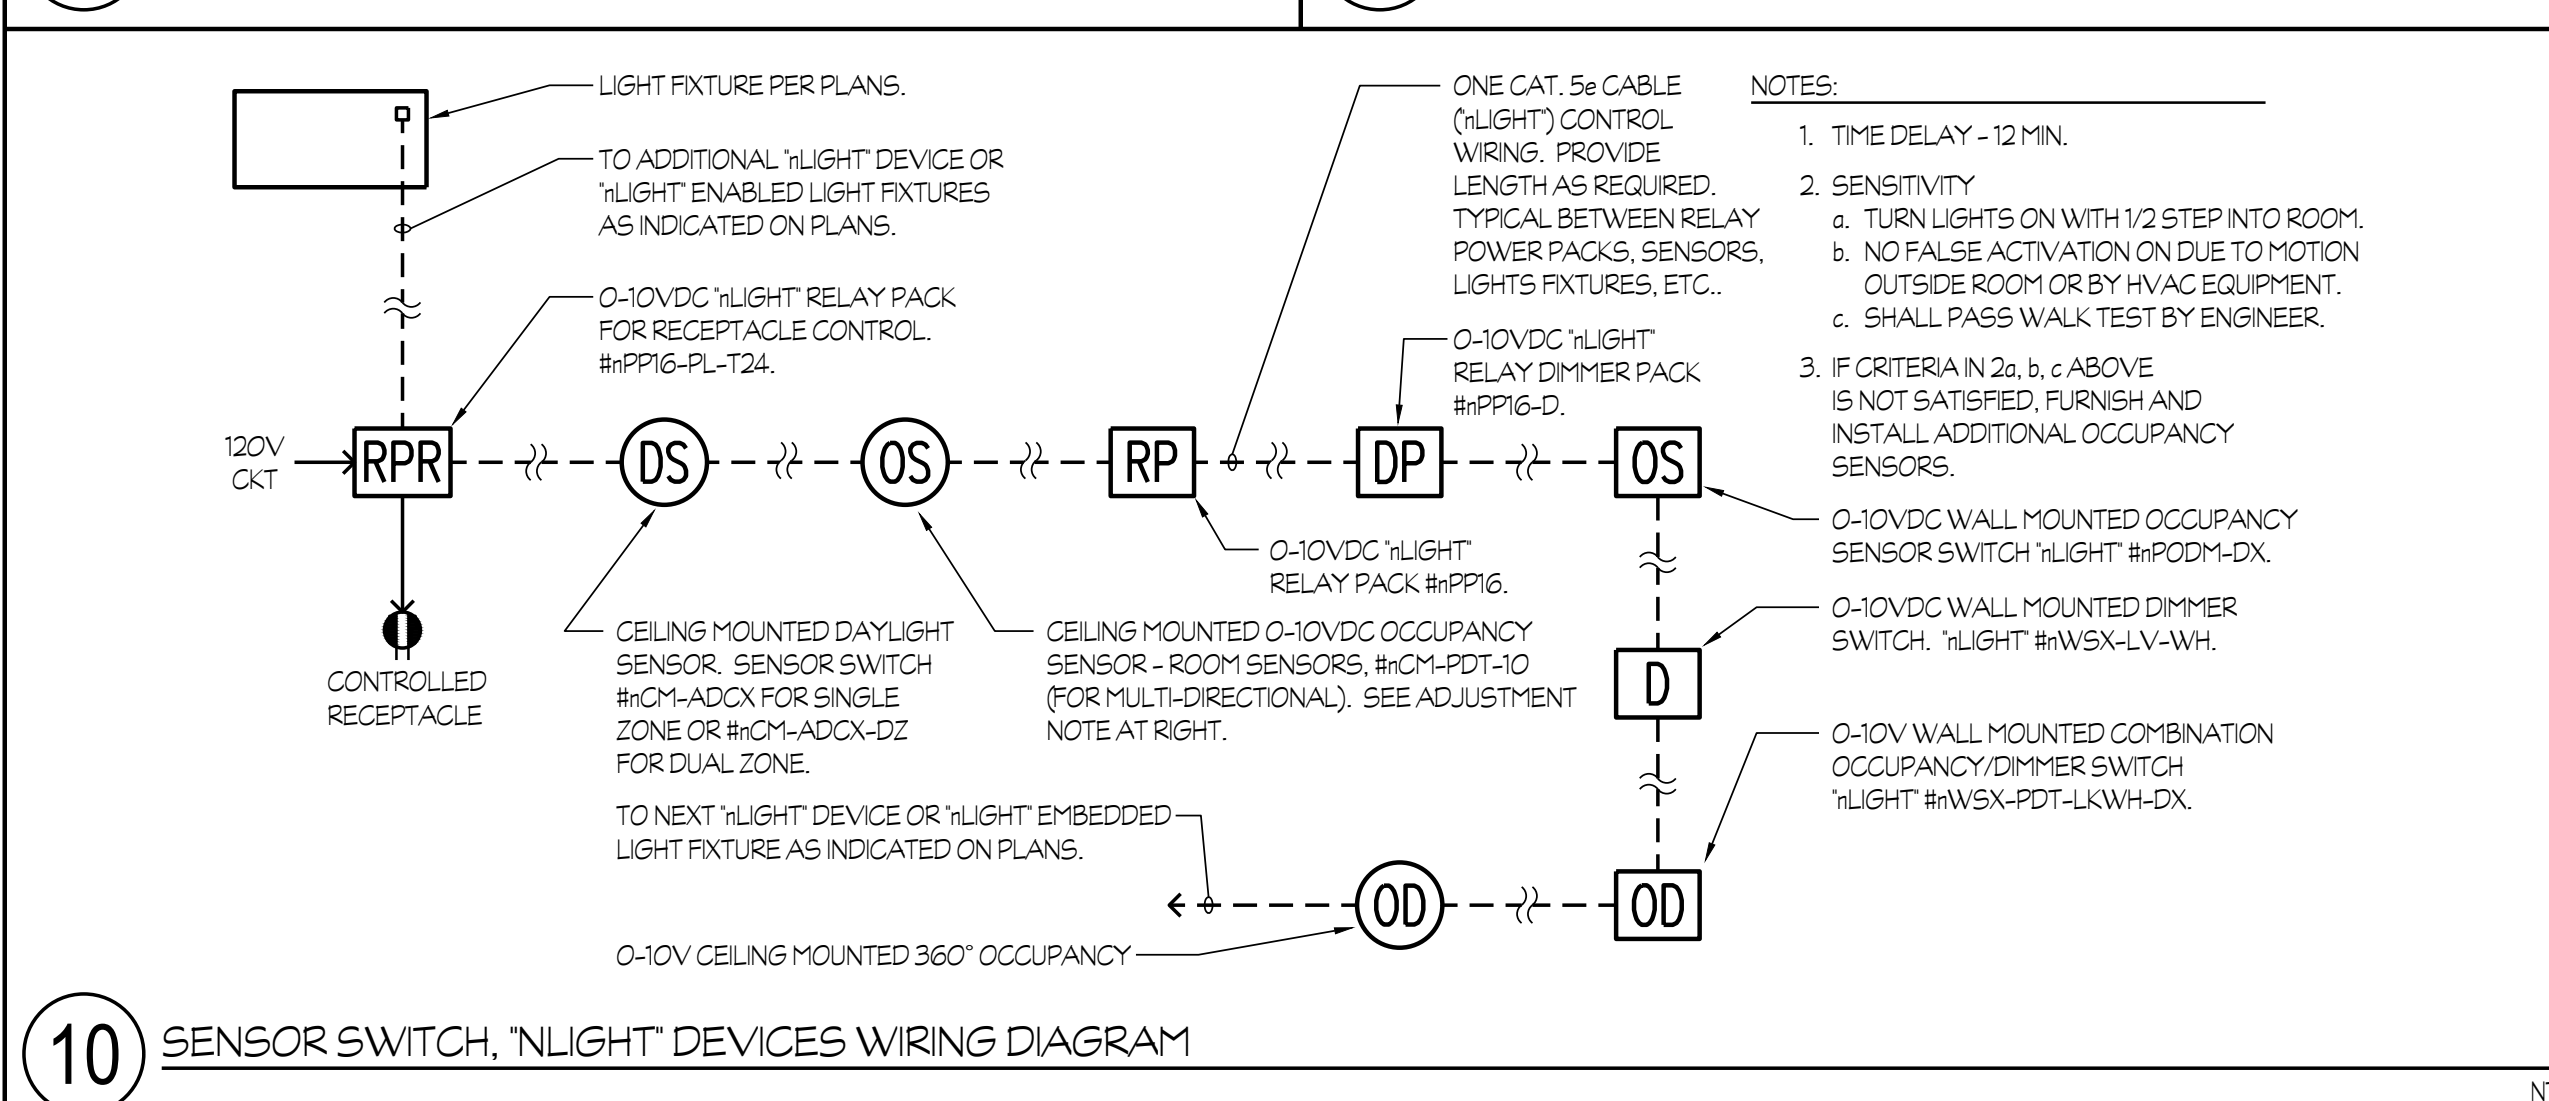 LIGHT FIXTURE PER PLANS.
TO ADDITIONAL "nLIGHT" DEVICE OR
"nLIGHT" ENABLED LIGHT FIXTURES
AS INDICATED ON PLANS.
0-10VDC "nLIGHT" RELAY PACK
FOR RECEPTACLE CONTROL.
#nPP16-PL-T24.
ONE CAT. 5e CABLE
("nLIGHT") CONTROL
WIRING. PROVIDE
LENGTH AS REQUIRED.
TYPICAL BETWEEN RELAY
POWER PACKS, SENSORS,
LIGHTS FIXTURES, ETC..
0-10VDC "nLIGHT"
RELAY DIMMER PACK
#nPP16-D.
NOTES:
1. TIME DELAY - 12 MIN.
2. SENSITIVITY
a. TURN LIGHTS ON WITH 1/2 STEP INTO ROOM.
b. NO FALSE ACTIVATION ON DUE TO MOTION
OUTSIDE ROOM OR BY HVAC EQUIPMENT.
c. SHALL PASS WALK TEST BY ENGINEER.
3. IF CRITERIA IN 2a, b, c ABOVE
IS NOT SATISFIED, FURNISH AND
INSTALL ADDITIONAL OCCUPANCY
SENSORS.
120V
CKT
RPR
DS
OS
RP
DP
OS
0-10VDC "nLIGHT"
RELAY PACK #nPP16.
0-10VDC WALL MOUNTED OCCUPANCY
SENSOR SWITCH "nLIGHT" #nPODM-DX.
0-10VDC WALL MOUNTED DIMMER
SWITCH. "nLIGHT" #nWSX-LV-WH.
D
CONTROLLED
RECEPTACLE
CEILING MOUNTED DAYLIGHT
SENSOR. SENSOR SWITCH
#nCM-ADCX FOR SINGLE
ZONE OR #nCM-ADCX-DZ
FOR DUAL ZONE.
CEILING MOUNTED 0-10VDC OCCUPANCY
SENSOR - ROOM SENSORS, #nCM-PDT-10
(FOR MULTI-DIRECTIONAL). SEE ADJUSTMENT
NOTE AT RIGHT.
0-10V WALL MOUNTED COMBINATION
OCCUPANCY/DIMMER SWITCH
"nLIGHT" #nWSX-PDT-LKWH-DX.
TO NEXT "nLIGHT" DEVICE OR "nLIGHT" EMBEDDED
LIGHT FIXTURE AS INDICATED ON PLANS.
OD
OD
0-10V CEILING MOUNTED 360° OCCUPANCY
10
SENSOR SWITCH, "NLIGHT" DEVICES WIRING DIAGRAM